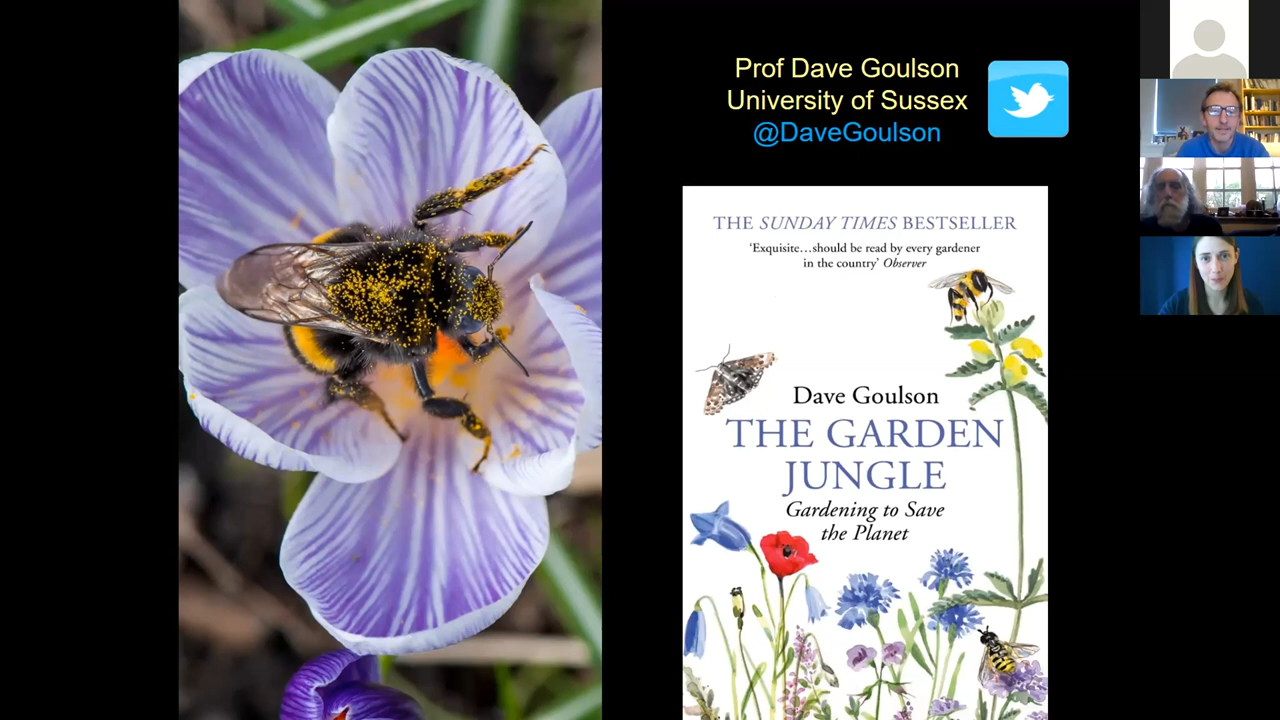 Prof Dave Goulson
University of Sussex
@DaveGoulson
THE SUNDAY TIMES BESTSELLER
‘Exquisite…should be read by every gardener
in the country’ Observer
Dave Goulson
THE GARDEN
JUNGLE
Gardening to Save
the Planet